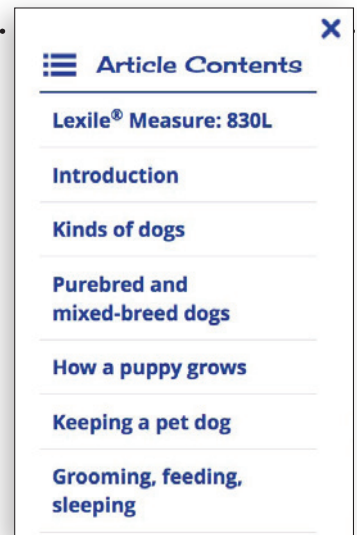 Article Contents
Lexile® Measure: 830L
Introduction
Kinds of dogs
Purebred and
mixed-breed dogs
How a puppy grows
Keeping a pet dog
Grooming, feeding,
sleeping